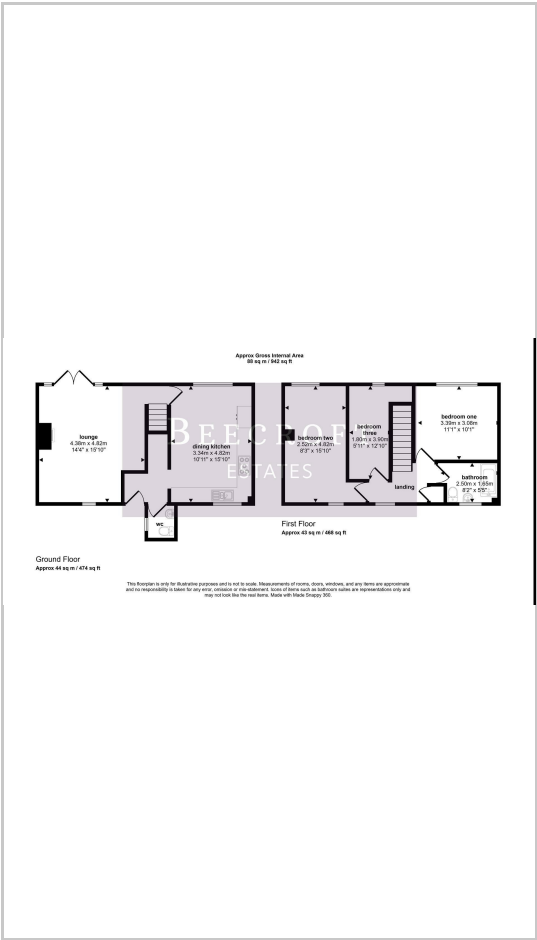 Approx Gross Internal Area
88 sq m / 942 sq ft
lounge
4.38m x 4.82m
14'4" x 15'10"
dining kitchen
3.34m x 4.82m
10'11" x 15'10"
wc
bedroom two
2.52m x 4.82m
8'3" x 15'10"
bedroom
three
1.80m x 3.90m
5'11" x 12'10"
bedroom one
3.39m x 3.08m
11'1" x 10'1"
bathroom
2.50m x 1.65m
8'2" x 5'5"
landing
BEECROFT
ESTATES
Ground Floor
Approx 44 sq m / 474 sq ft
First Floor
Approx 43 sq m / 468 sq ft
This floorplan is only for illustrative purposes and is not to scale. Measurements of rooms, doors, windows, and any items are approximate
and no responsibility is taken for any error, omission or mis-statement. Icons of items such as bathroom suites are representations only and
may not look like the real items. Made with Made Snappy 360.